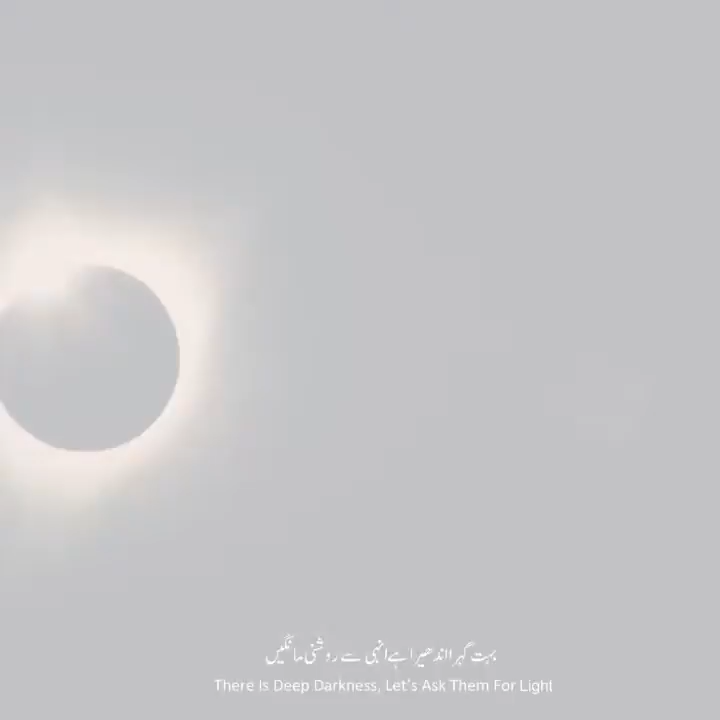 بہت گہرا اندھیرا ہے انہی سے روشنی مانگیں
There Is Deep Darkness, Let's Ask Them For Light